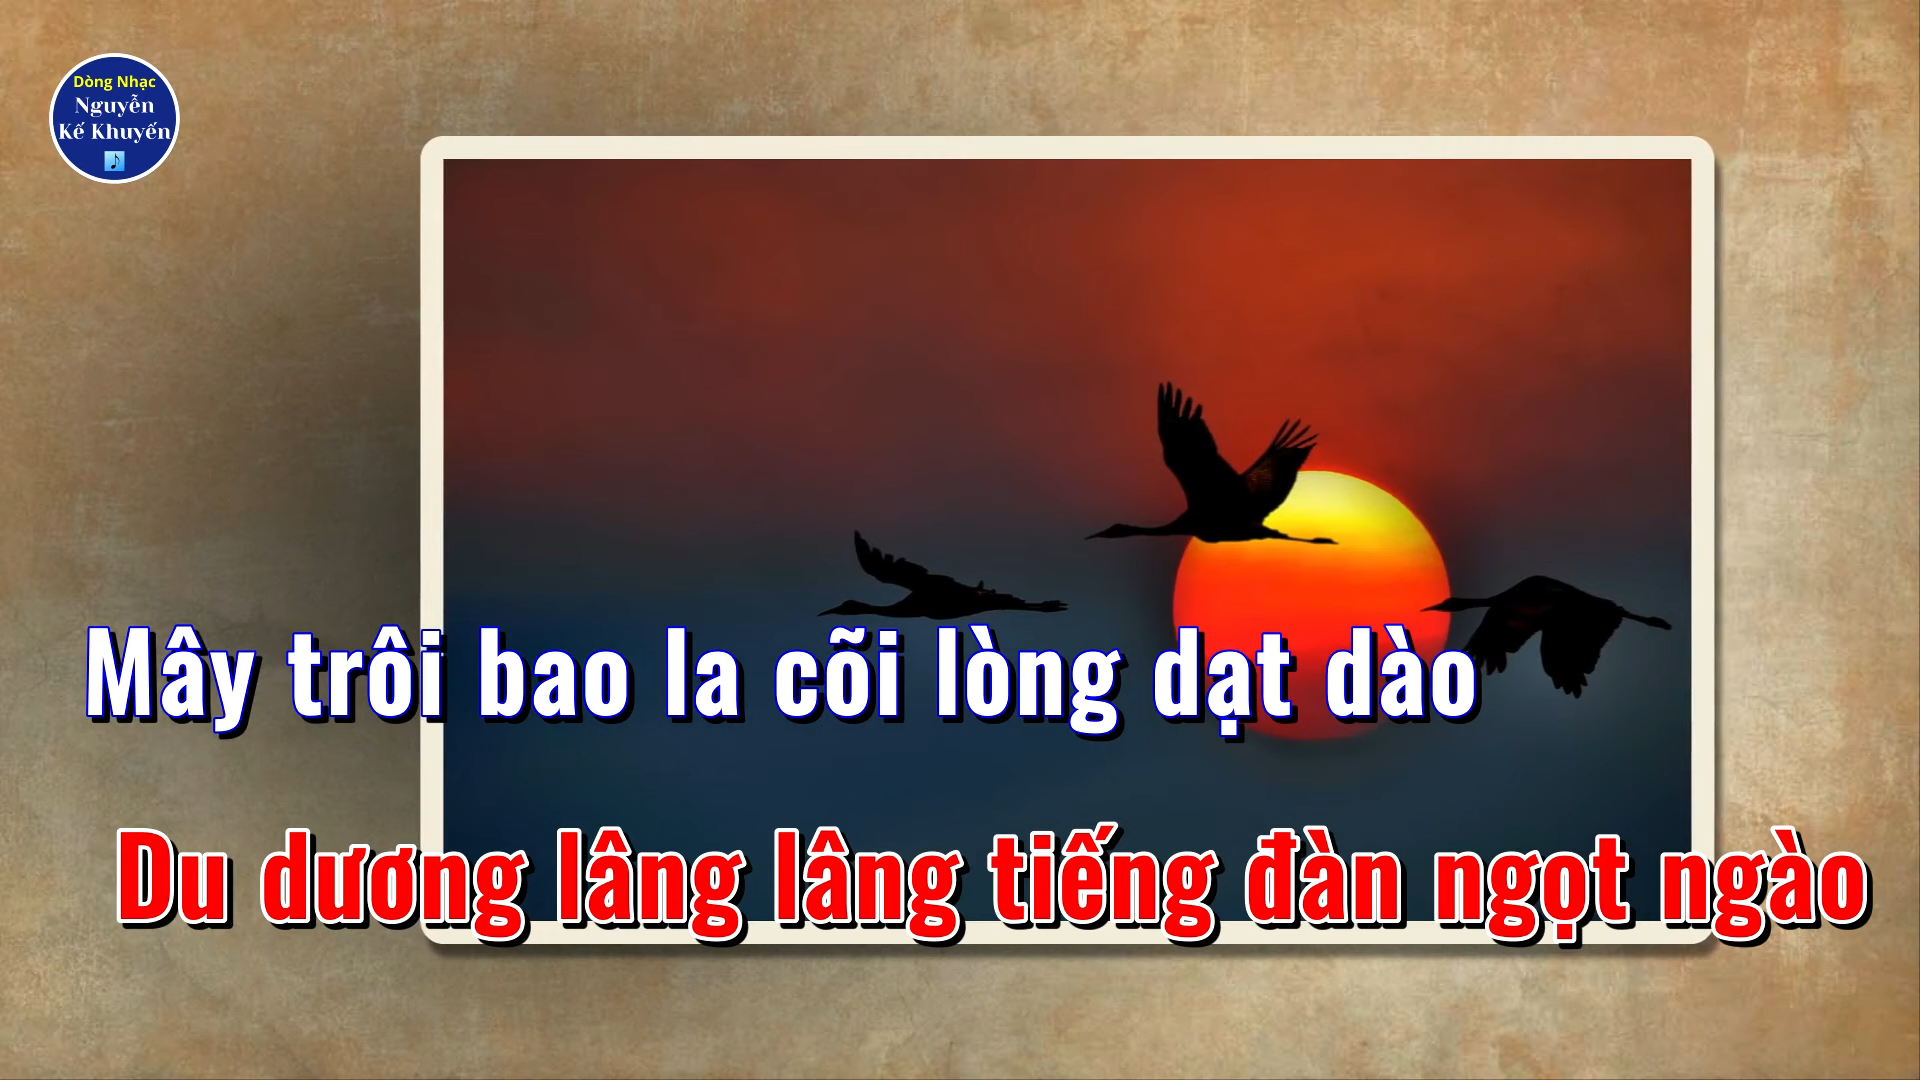 Dòng Nhạc
Nguyễn
Kế Khuyến
Mây trôi bao la cõi lòng dạt dào
Du dương lâng lâng tiếng đàn ngọt ngào